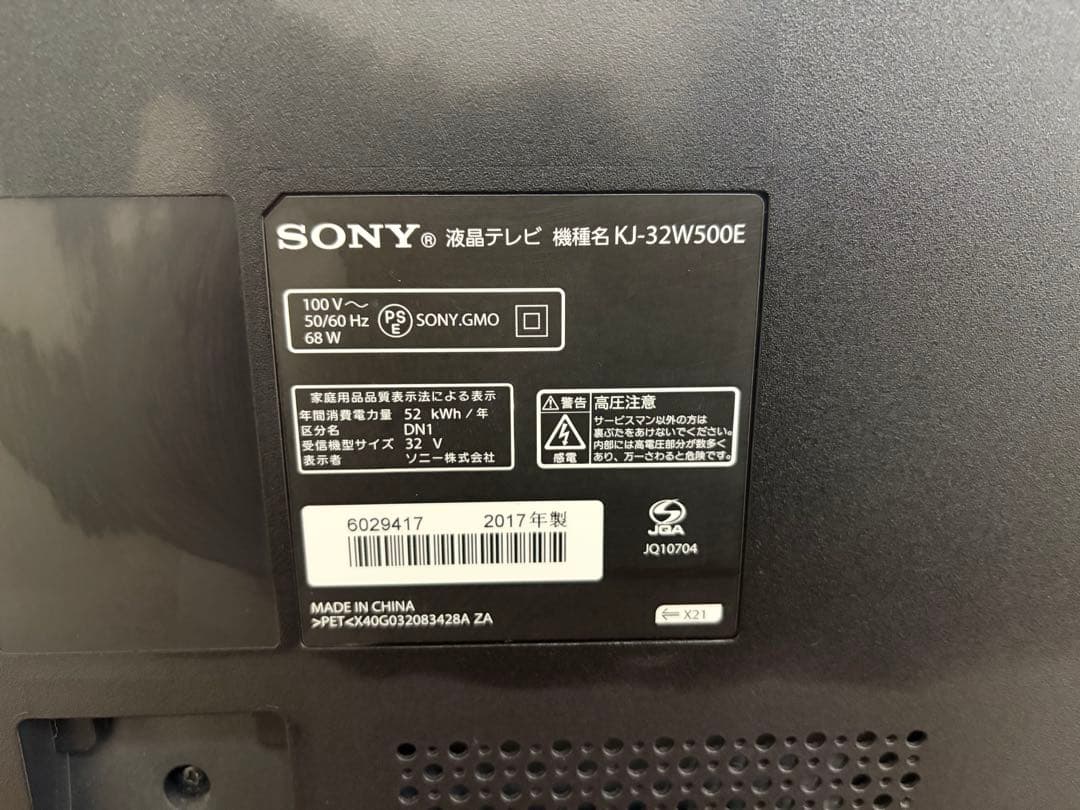 SONY® 液晶テレビ 機種名 KJ-32W500E
100 V～
50/60 Hz
68 W
PS
E
SONY.GMO
家庭用品品質表示法による表示
年間消費電力量 52 kWh / 年
区分名 DN1
受信機型サイズ 32 V
表示者 ソニー株式会社
警告
感電
高圧注意
サービスマン以外の方は
裏ぶたをあけないでください。
内部には高電圧部分が数多く
あり、万一さわると危険です。
6029417 2017年製
JQA
JQ10704
MADE IN CHINA
>PET<X40G032083428A ZA
X21